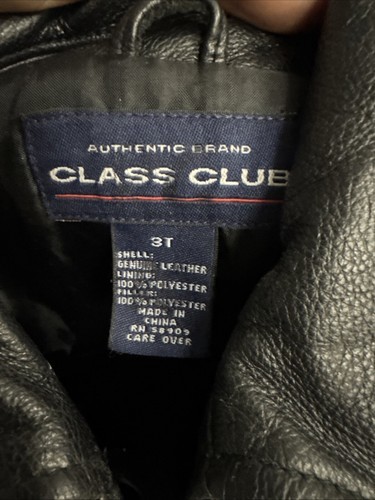 AUTHENTIC BRAND
CLASS CLUB
3T
SHELL:
GENUINE LEATHER
LINING:
100% POLYESTER
FILLER:
100% POLYESTER
MADE IN
CHINA
RN 58909
CARE OVER